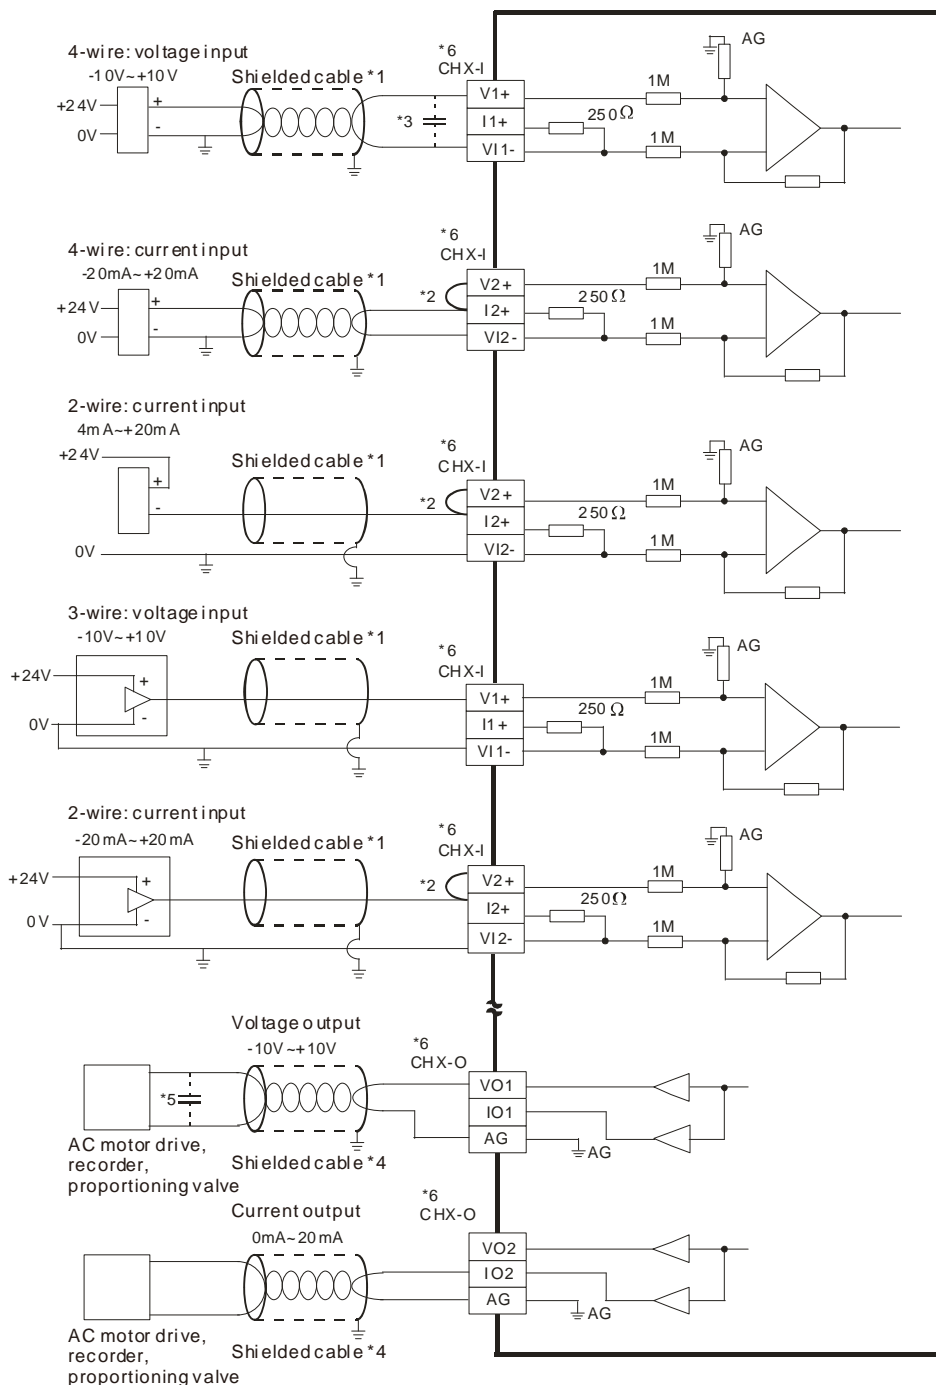 4-wire: voltage input
-10V~+10V
+24V
0V
+
-
Shielded cable *1
*3
*6
CHX-I
V1+
I1+
VI1-
250Ω
1M
1M
AG
4-wire: current input
-20mA~+20mA
+24V
0V
+
-
Shielded cable *1
*2
*6
CHX-I
V2+
I2+
VI2-
250Ω
1M
1M
AG
2-wire: current input
4mA~+20mA
+24V
+
-
0V
Shielded cable *1
*2
*6
CHX-I
V2+
I2+
VI2-
250Ω
1M
1M
AG
3-wire: voltage input
-10V~+10V
+24V
0V
+
-
Shielded cable *1
*6
CHX-I
V1+
I1+
VI1-
250Ω
1M
1M
AG
2-wire: current input
-20mA~+20mA
+24V
0V
+
-
Shielded cable *1
*2
*6
CHX-I
V2+
I2+
VI2-
250Ω
1M
1M
AG
Voltage output
-10V~+10V
*5
AC motor drive,
recorder,
proportioning valve
Shielded cable *4
*6
CHX-O
VO1
IO1
AG
AG
Current output
0mA~20mA
AC motor drive,
recorder,
proportioning valve
Shielded cable *4
*6
CHX-O
VO2
IO2
AG
AG